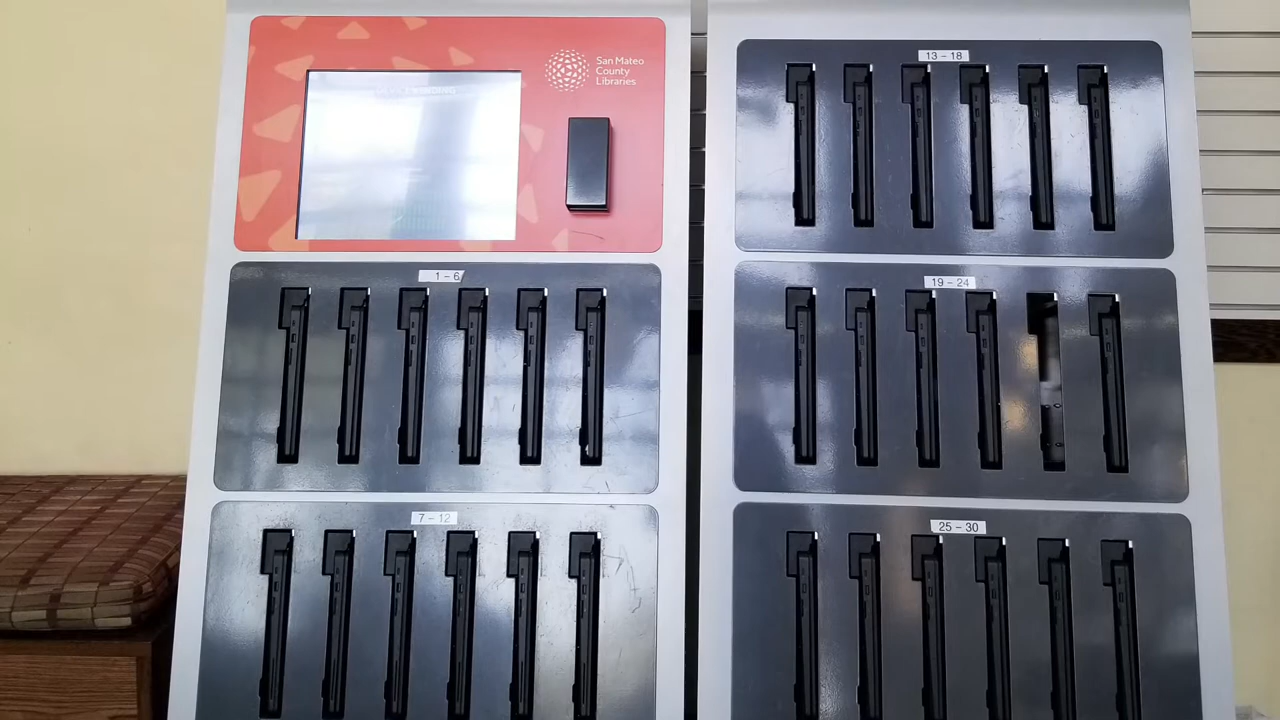 San Mateo
County
Libraries
13 - 18
1 - 6
19 - 24
7 - 12
25 - 30